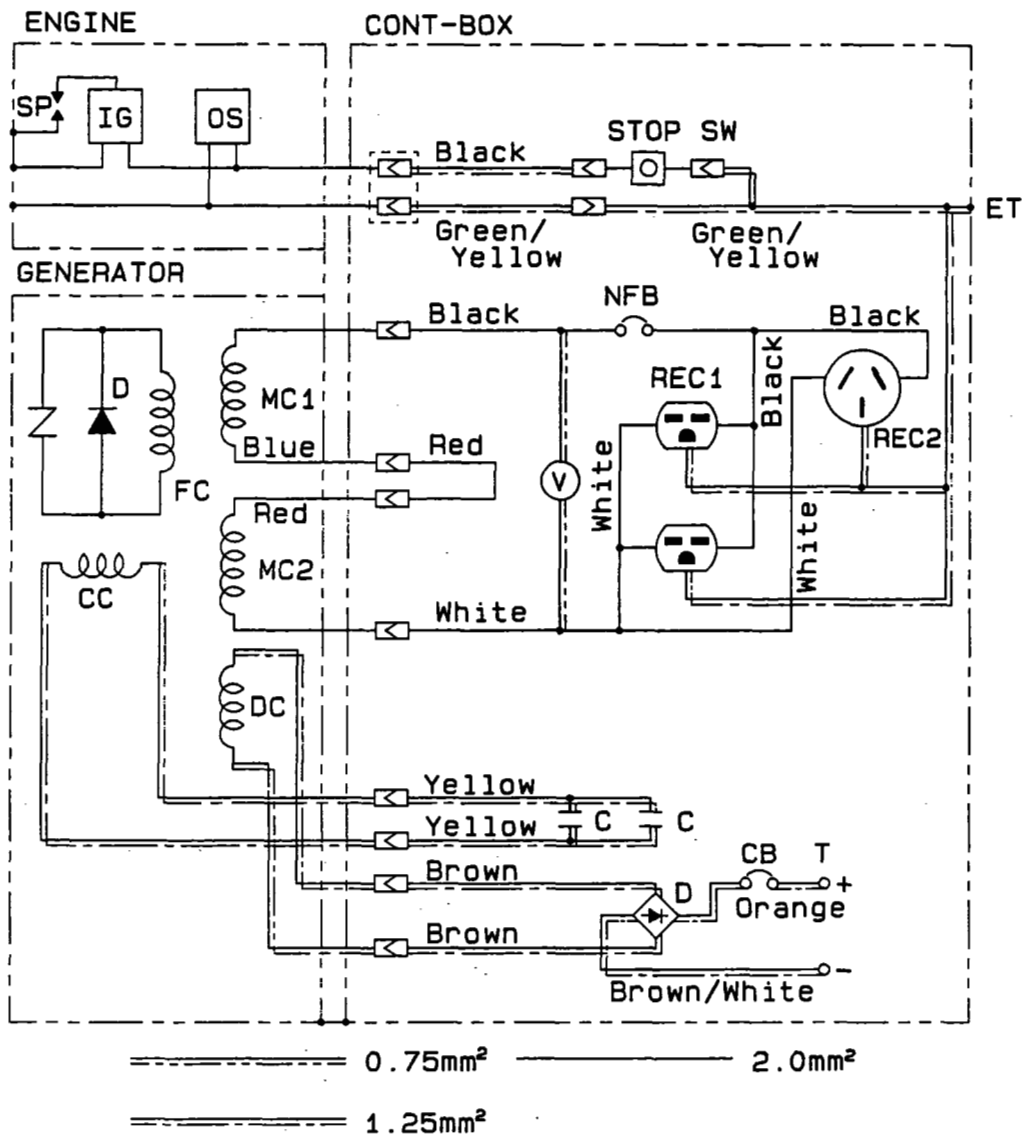 ENGINE
CONT-BOX
SP
IG
OS
STOP SW
Black
ET
Green/
Yellow
Green/
Yellow
GENERATOR
NFB
Black
Black
D
MC1
REC1
Black
Blue
Red
REC2
FC
V
White
Red
MC2
White
CC
White
DC
Yellow
C
C
Yellow
CB
T
Brown
D
+
Orange
Brown
-
Brown/White
0.75mm²
2.0mm²
1.25mm²